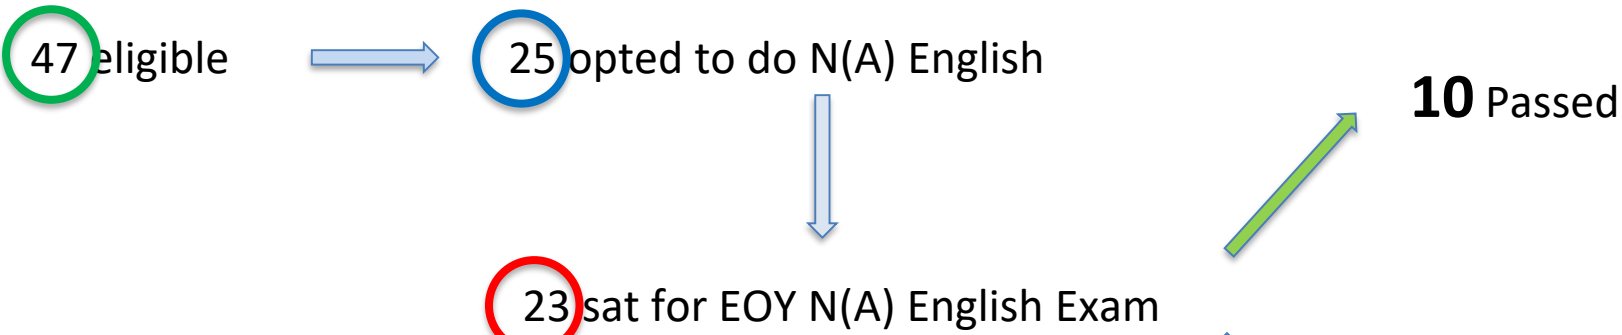 47 eligible
25 opted to do N(A) English
10 Passed
23 sat for EOY N(A) English Exam